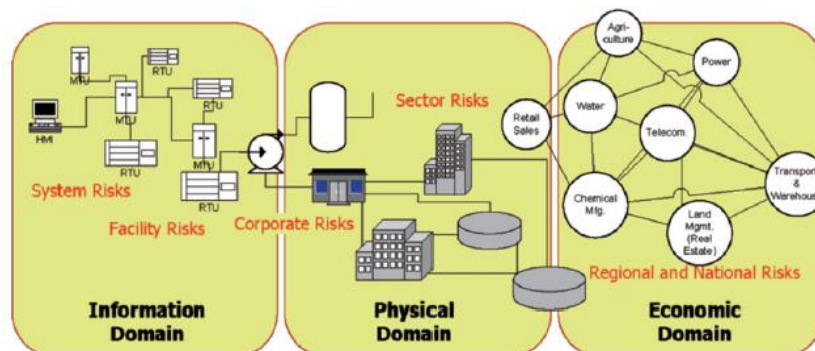 MTU
RTU
RTU
HMI
MTU
RTU
MTU
RTU
RTU
System Risks
Facility Risks
Information
Domain
Sector Risks
Corporate Risks
Physical
Domain
Agri-
culture
Power
Water
Retail
Sales
Telecom.
Chemical
Mfg.
Transport
&
Warehous
Land
Mgmt.
(Real
Estate)
Regional and National Risks
Economic
Domain